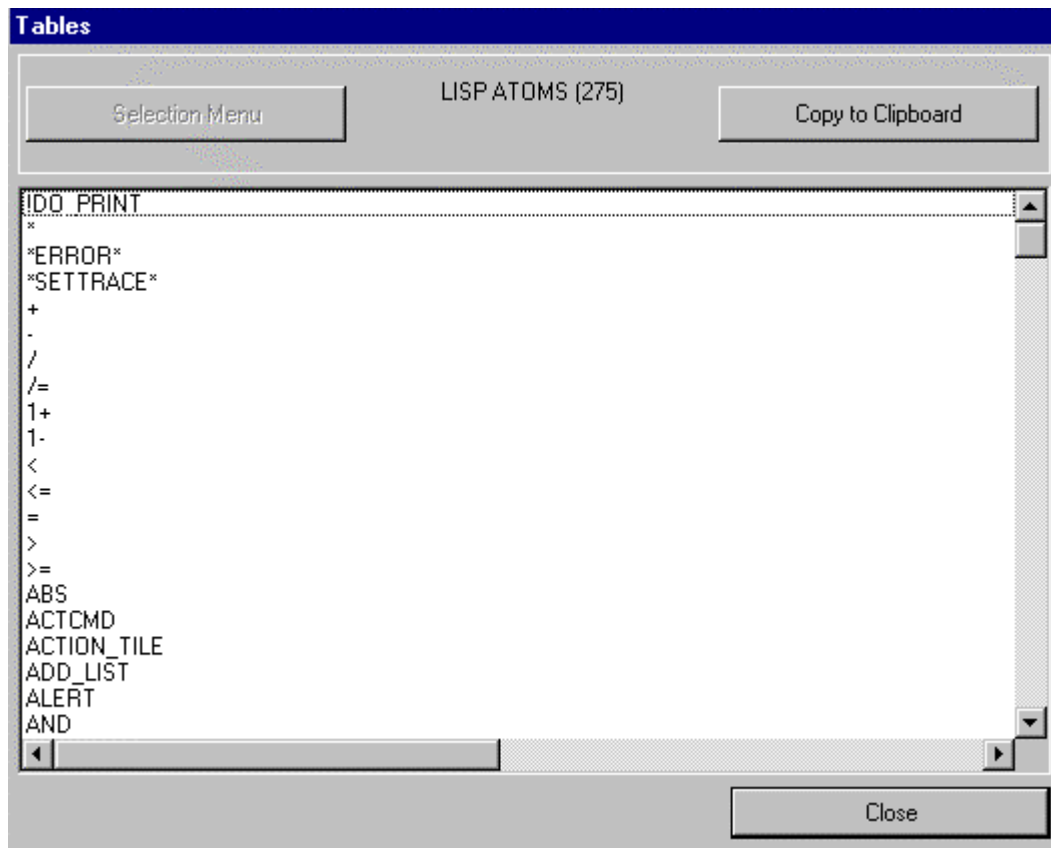 Tables
Selection Menu
LISP ATOMS (275)
Copy to Clipboard
!DO_PRINT
*
*ERROR*
*SETTRACE*
+
-
/
/=
1+
1-
<
<=
=
>
>=
ABS
ACTCMD
ACTION_TILE
ADD_LIST
ALERT
AND
Close